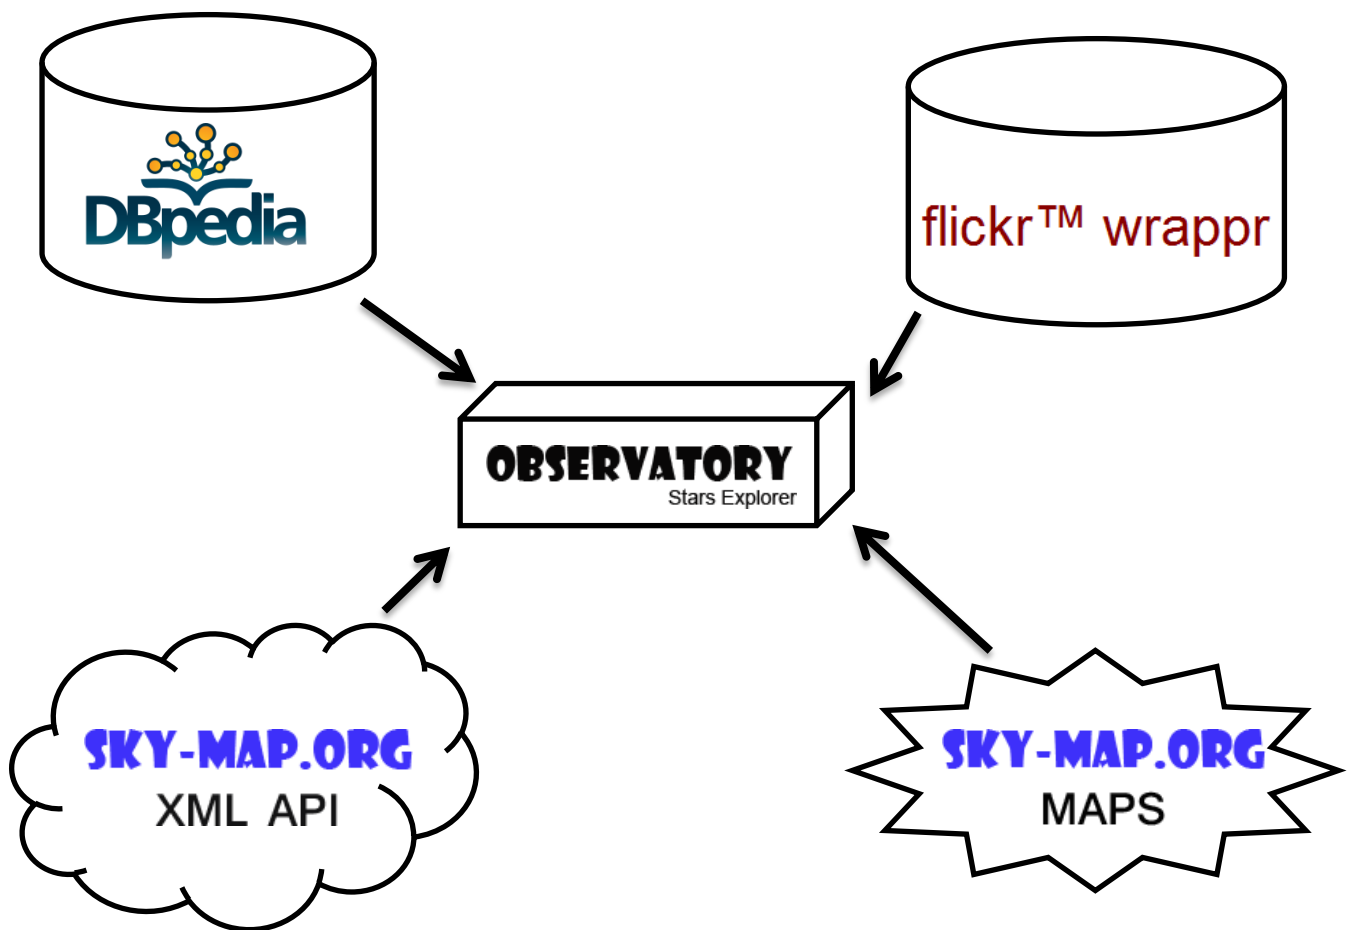 DBpedia
flickr™ wrappr
OBSERVATORY
Stars Explorer
SKY-MAP.ORG
XML API
SKY-MAP.ORG
MAPS